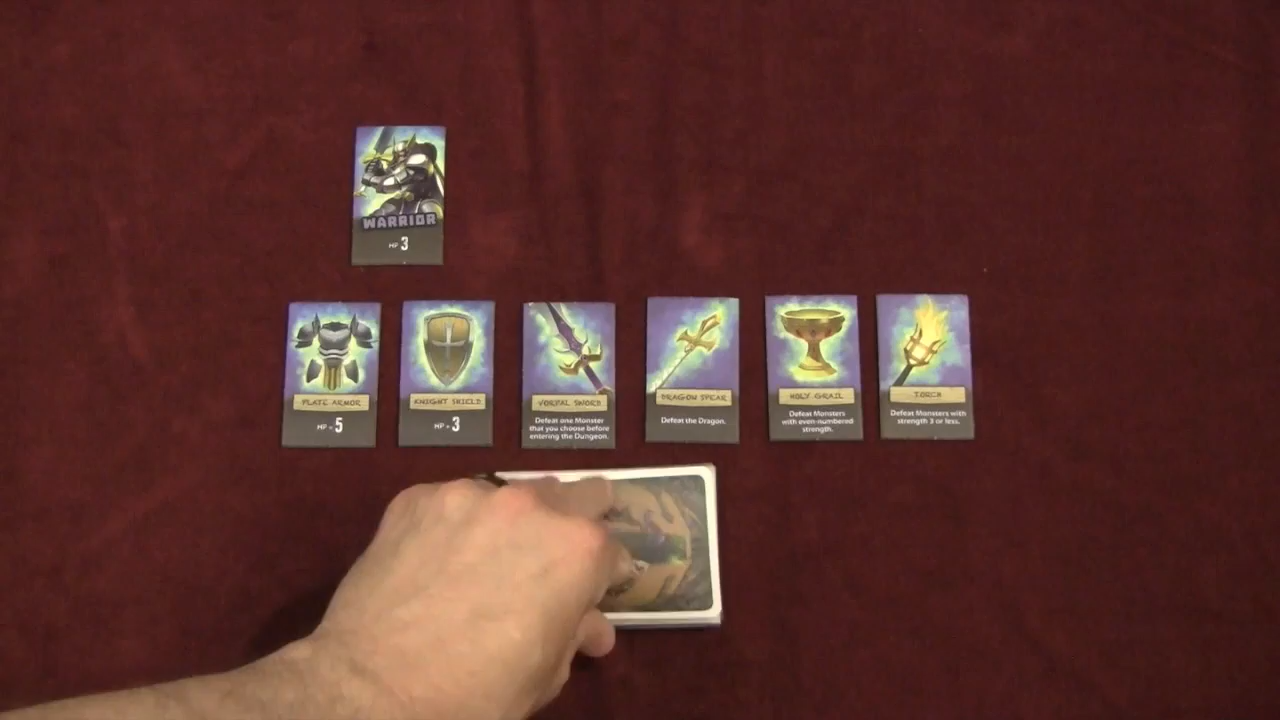 WARRIOR
HP 3
PLATE ARMOR
HP + 5
KNIGHT SHIELD
HP + 3
VORPAL SWORD
Defeat one Monster
that you choose before
entering the Dungeon.
DRAGON SPEAR
Defeat the Dragon.
HOLY GRAIL
Defeat Monsters
with even-numbered
strength.
TORCH
Defeat Monsters with
strength 3 or less.